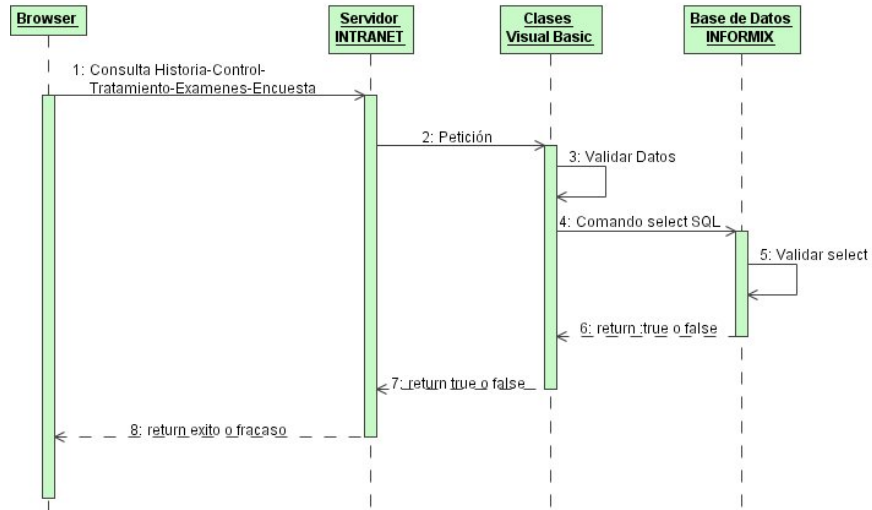 Browser
Servidor
INTRANET
Clases
Visual Basic
Base de Datos
INFORMIX
1: Consulta Historia-Control-
Tratamiento-Examenes-Encuesta
2: Petición
3: Validar Datos
4: Comando select SQL
5: Validar select
6: return :true o false
7: return true o false
8: return exito o fracaso